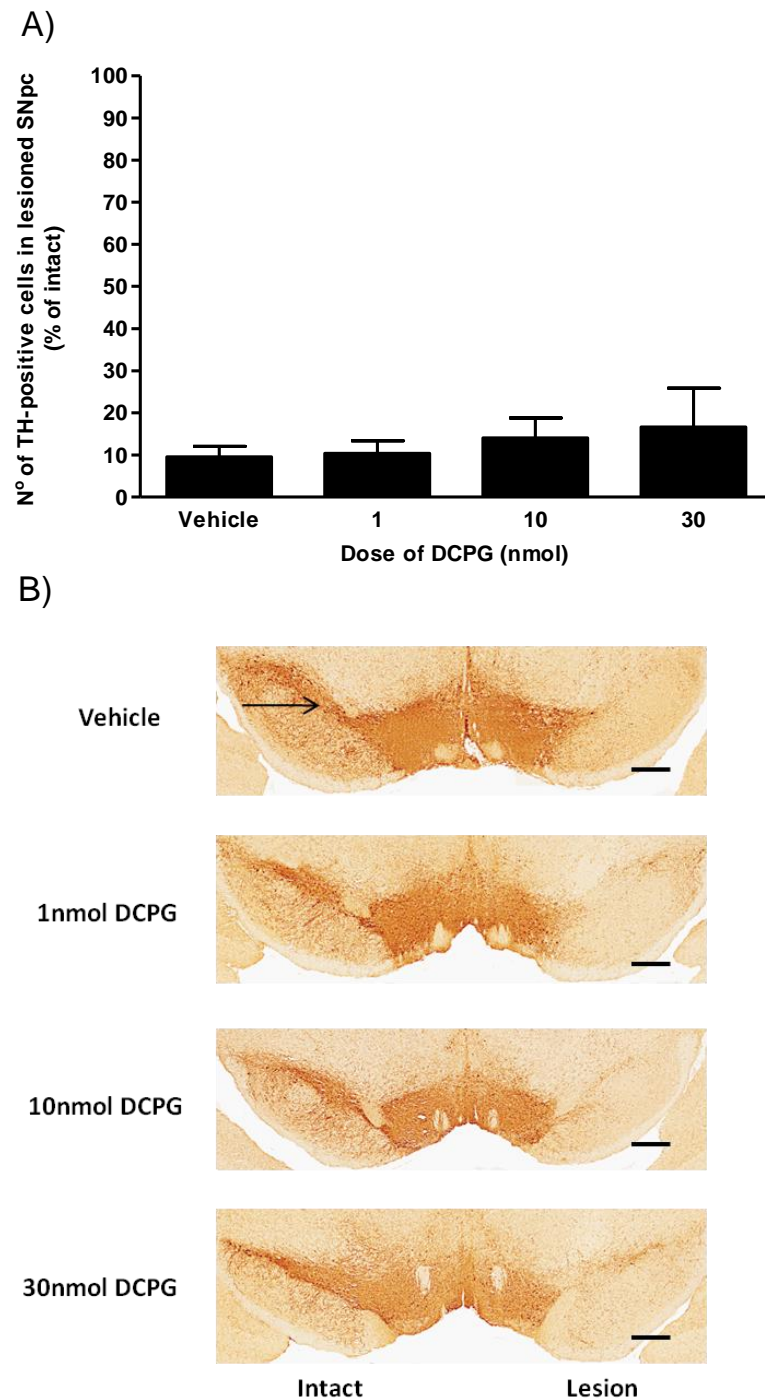 A)
Nº of TH-positive cells in lesioned SNpc
(% of intact)
100
90
80
70
60
50
40
30
20
10
0
Vehicle
1
10
30
Dose of DCPG (nmol)
B)
Vehicle
1nmol DCPG
10nmol DCPG
30nmol DCPG
Intact
Lesion